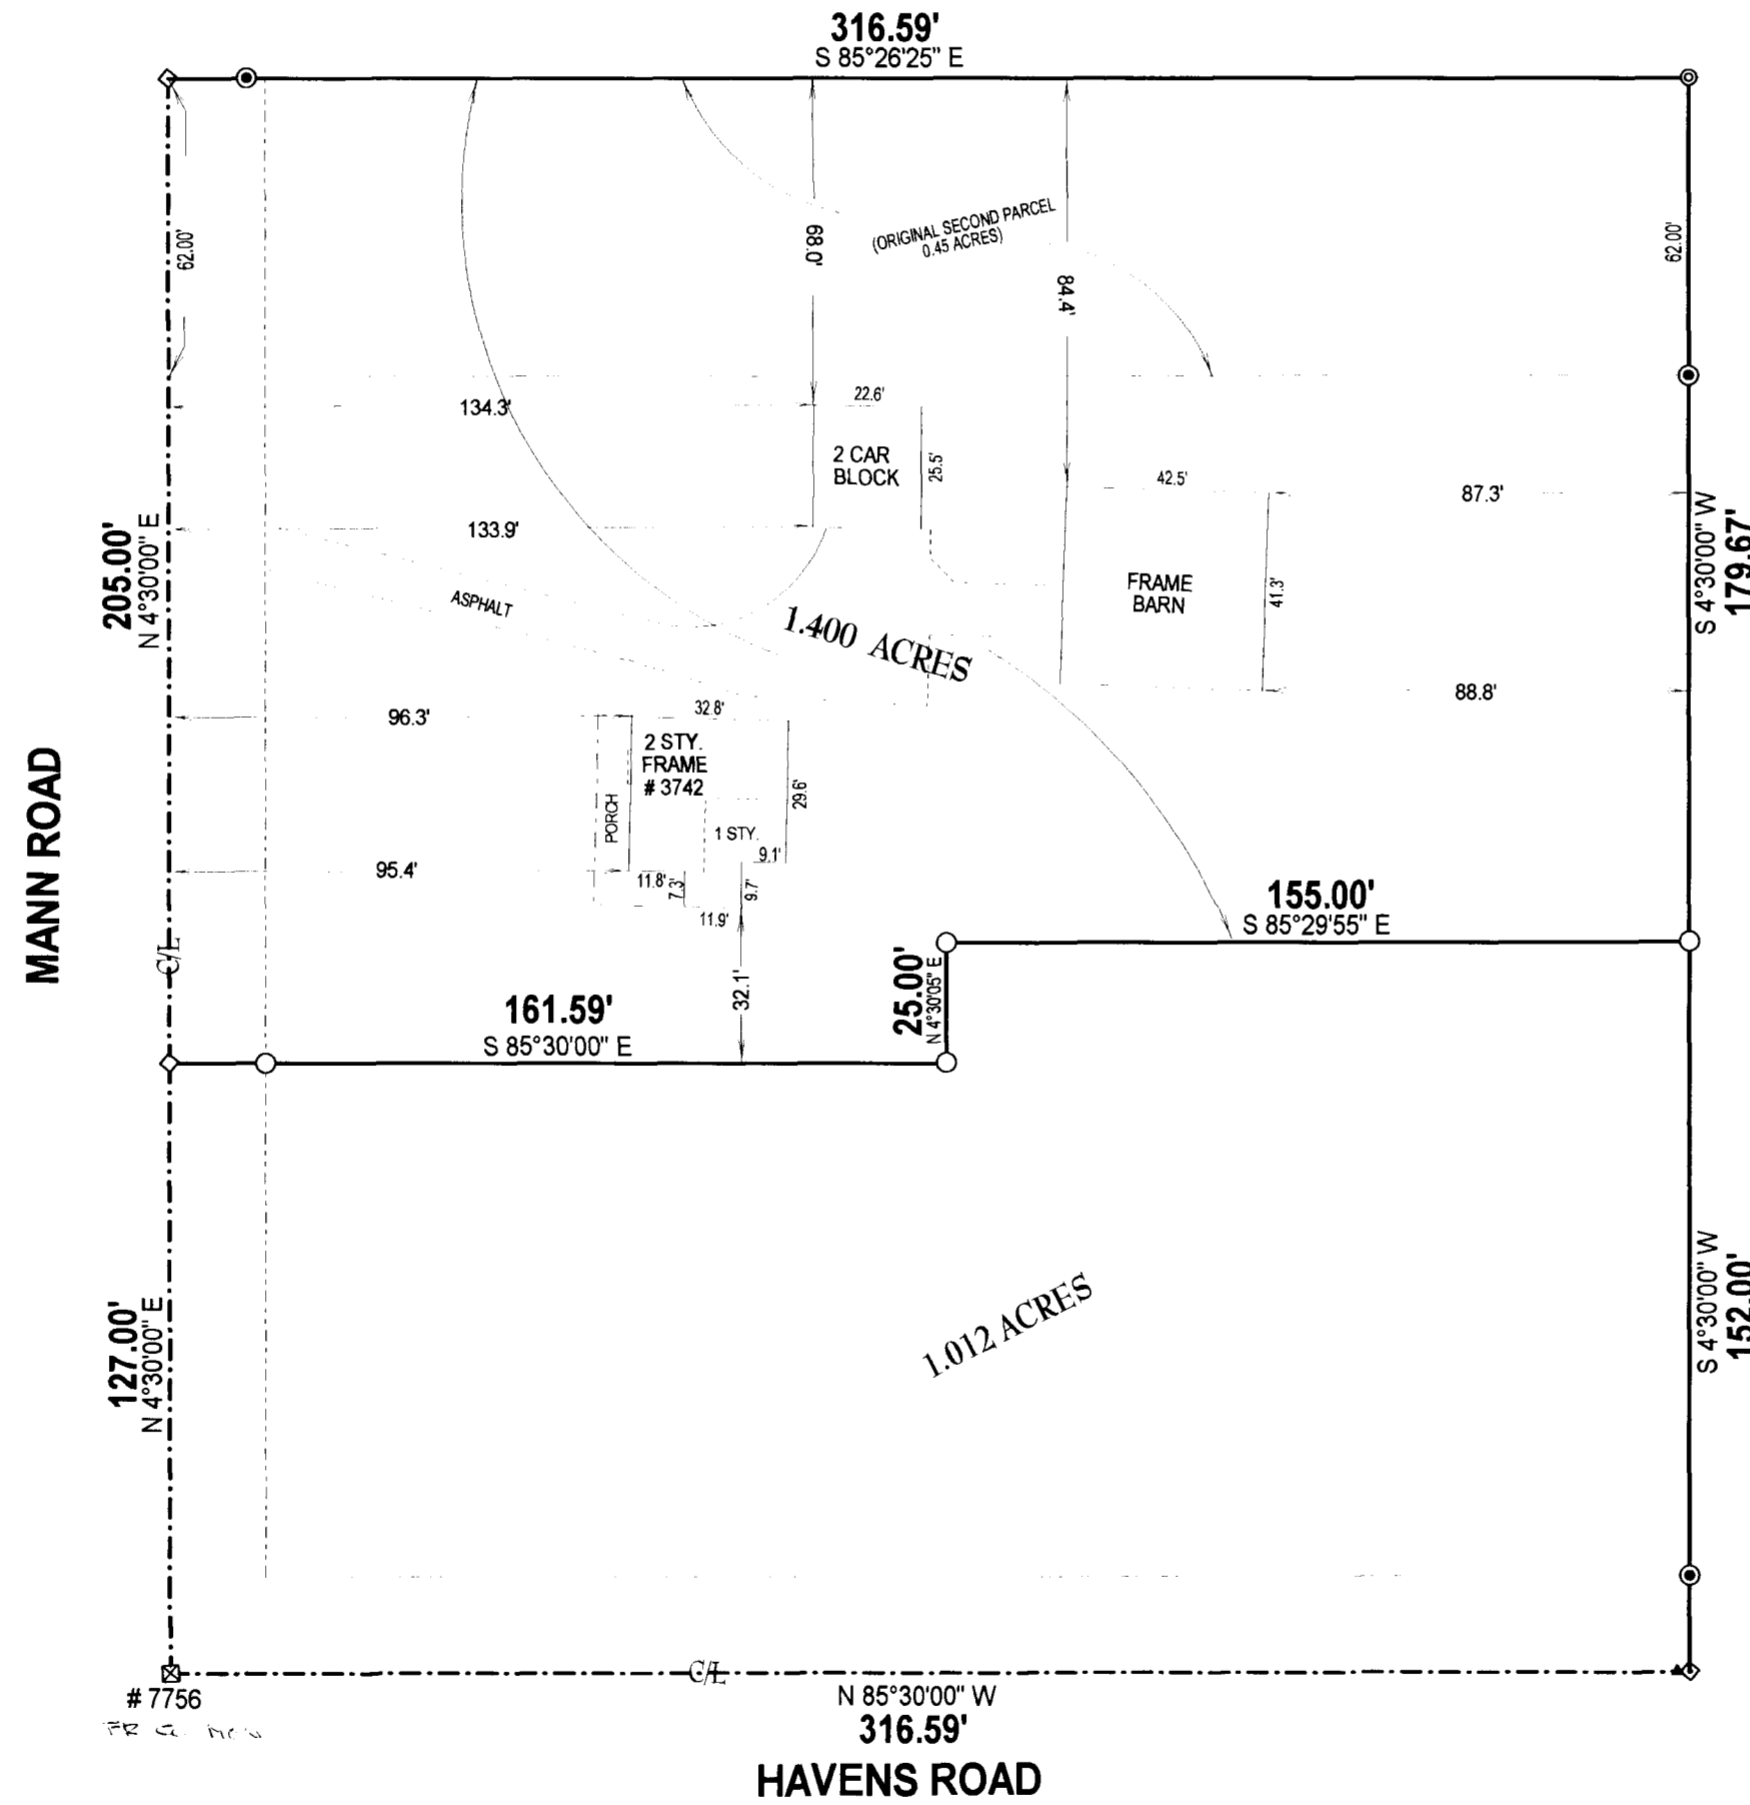 316.59'
S 85°26'25" E
62.00'
68.0'
(ORIGINAL SECOND PARCEL
0.45 ACRES)
84.4'
62.00'
134.3'
22.6'
2 CAR
BLOCK
25.5'
42.5'
87.3'
205.00'
N 4°30'00" E
133.9'
ASPHALT
FRAME
BARN
41.3'
S 4°30'00" W
179.67'
1.400 ACRES
88.8'
96.3'
32.8'
2 STY.
FRAME
# 3742
PORCH
29.6'
1 STY.
9.1'
MANN ROAD
95.4'
11.8'
7.3'
9.7'
11.9'
155.00'
S 85°29'55" E
C/L
32.1'
25.00'
N 4°30'05" E
161.59'
S 85°30'00" E
127.00'
N 4°30'00" E
1.012 ACRES
S 4°30'00" W
152.00'
C/L
# 7756
N 85°30'00" W
316.59'
HAVENS ROAD